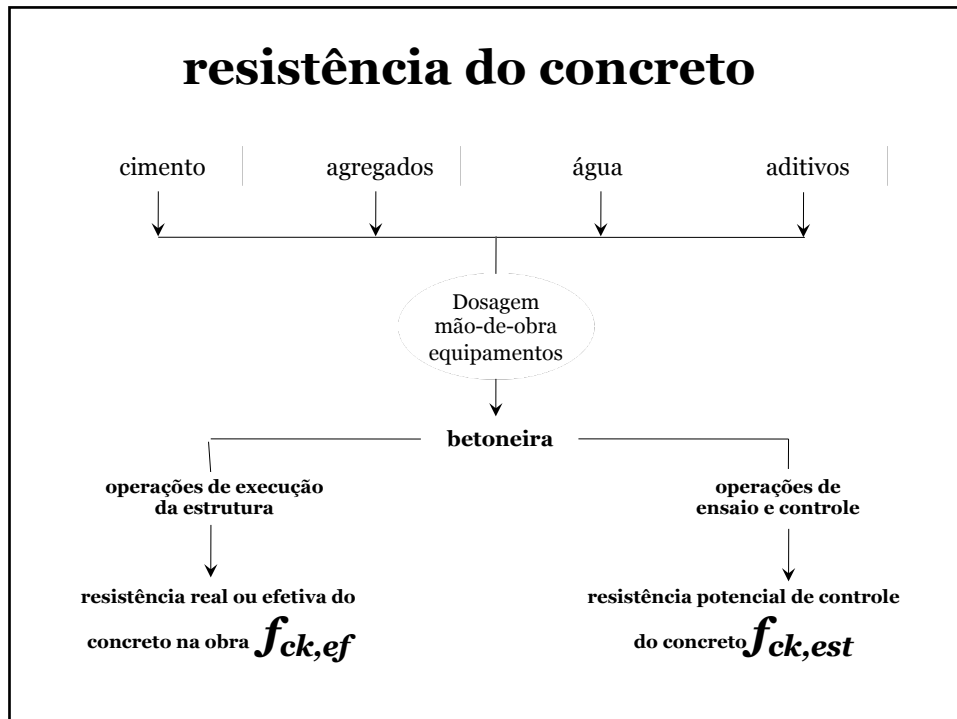 resistência do concreto
cimento agregados água aditivos
Dosagem
mão-de-obra
equipamentos
betoneira
operações de execução
da estrutura
operações de
ensaio e controle
resistência real ou efetiva do
concreto na obra fck,ef
resistência potencial de controle
do concreto fck,est